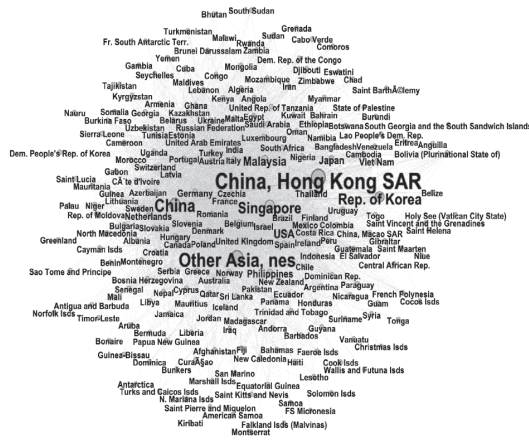 South Sudan
Bhutan
Grenada
Turkmenistan
Malawi
Sudan
Cabo Verde
Fr. South Antarctic Terr.
Rwanda
Comoros
Brunei Darussalam
Zambia
Yemen
Dem. Rep. of the Congo
Gambia
Cuba
Mongolia
Djibouti
Eswatini
Seychelles
Congo
Mozambique
Zimbabwe
Chad
Tajikistan
Maldives
Lebanon
Algeria
Iran
Saint BarthÃ©lemy
Kyrgyzstan
Kenya
Angola
Myanmar
Armenia
Ghana
United Rep. of Tanzania
State of Palestine
Nauru
Somalia
Georgia
Kazakhstan
Malta
Egypt
Kuwait
Bahrain
Burundi
Burkina Faso
Belarus
Ukraine
Saudi Arabia
Ethiopia
Botswana
South Georgia and the South Sandwich Islands
Uzbekistan
Russian Federation
Oman
Sierra Leone
Tunisia
Estonia
Luxembourg
Namibia
Lao People's Dem. Rep.
Cameroon
India
Eritrea
Anguilla
Dem. People's Rep. of Korea
Uganda
Turkey
South Africa
Bangladesh
Venezuela
Morocco
Portugal
Austria
Italy
Malaysia
Nigeria
Japan
Cambodia
Bolivia (Plurinational State of)
Gabon
Switzerland
Viet Nam
Saint Lucia
CÃ´te d'Ivoire
Latvia
China, Hong Kong SAR
Mauritania
Guinea
Azerbaijan
Germany
Czechia
Thailand
Rep. of Korea
Belize
Lithuania
France
Palau
Niger
Sweden
China
Singapore
Uruguay
Rep. of Moldova
Netherlands
Romania
Brazil
Finland
Togo
Holy See (Vatican City State)
North Macedonia
Bulgaria
Slovakia
Slovenia
Belgium
Israel
Mexico
Colombia
Saint Vincent and the Grenadines
Denmark
USA
Costa Rica
China, Macao SAR
Saint Helena
Greenland
Albania
Hungary
Canada
Poland
United Kingdom
Spain
Ireland
Peru
Gibraltar
Cayman Isds
Croatia
Guatemala
Saint Maarten
Benin
Montenegro
Other Asia, nes
Indonesia
El Salvador
Niue
Sao Tome and Principe
Serbia
Greece
Norway
Philippines
Chile
Central African Rep.
Bosnia Herzegovina
Australia
New Zealand
Dominican Rep.
Senegal
Nepal
Cyprus
Pakistan
Argentina
Paraguay
Mali
Qatar
Sri Lanka
Ecuador
Nicaragua
French Polynesia
Antigua and Barbuda
Libya
Mauritius
Iceland
Panama
Honduras
Guam
Cocos Isds
Norfolk Isds
Jamaica
Jordan
Trinidad and Tobago
Syria
Timor-Leste
Madagascar
Suriname
Tonga
Aruba
Iraq
Andorra
Guyana
Bermuda
Liberia
Barbados
Bonaire
Papua New Guinea
Vanuatu
Christmas Isds
Guinea-Bissau
Afghanistan
Fiji
Bahamas
Faeroe Isds
Dominica
CuraÃ§ao
New Caledonia
Haiti
Cook Isds
Bunkers
San Marino
Wallis and Futuna Isds
Antarctica
Marshall Isds
Lesotho
Turks and Caicos Isds
Equatorial Guinea
Solomon Isds
N. Mariana Isds
Saint Kitts and Nevis
Saint Pierre and Miquelon
Samoa
American Samoa
FS Micronesia
Kiribati
Falkland Isds (Malvinas)
Montserrat